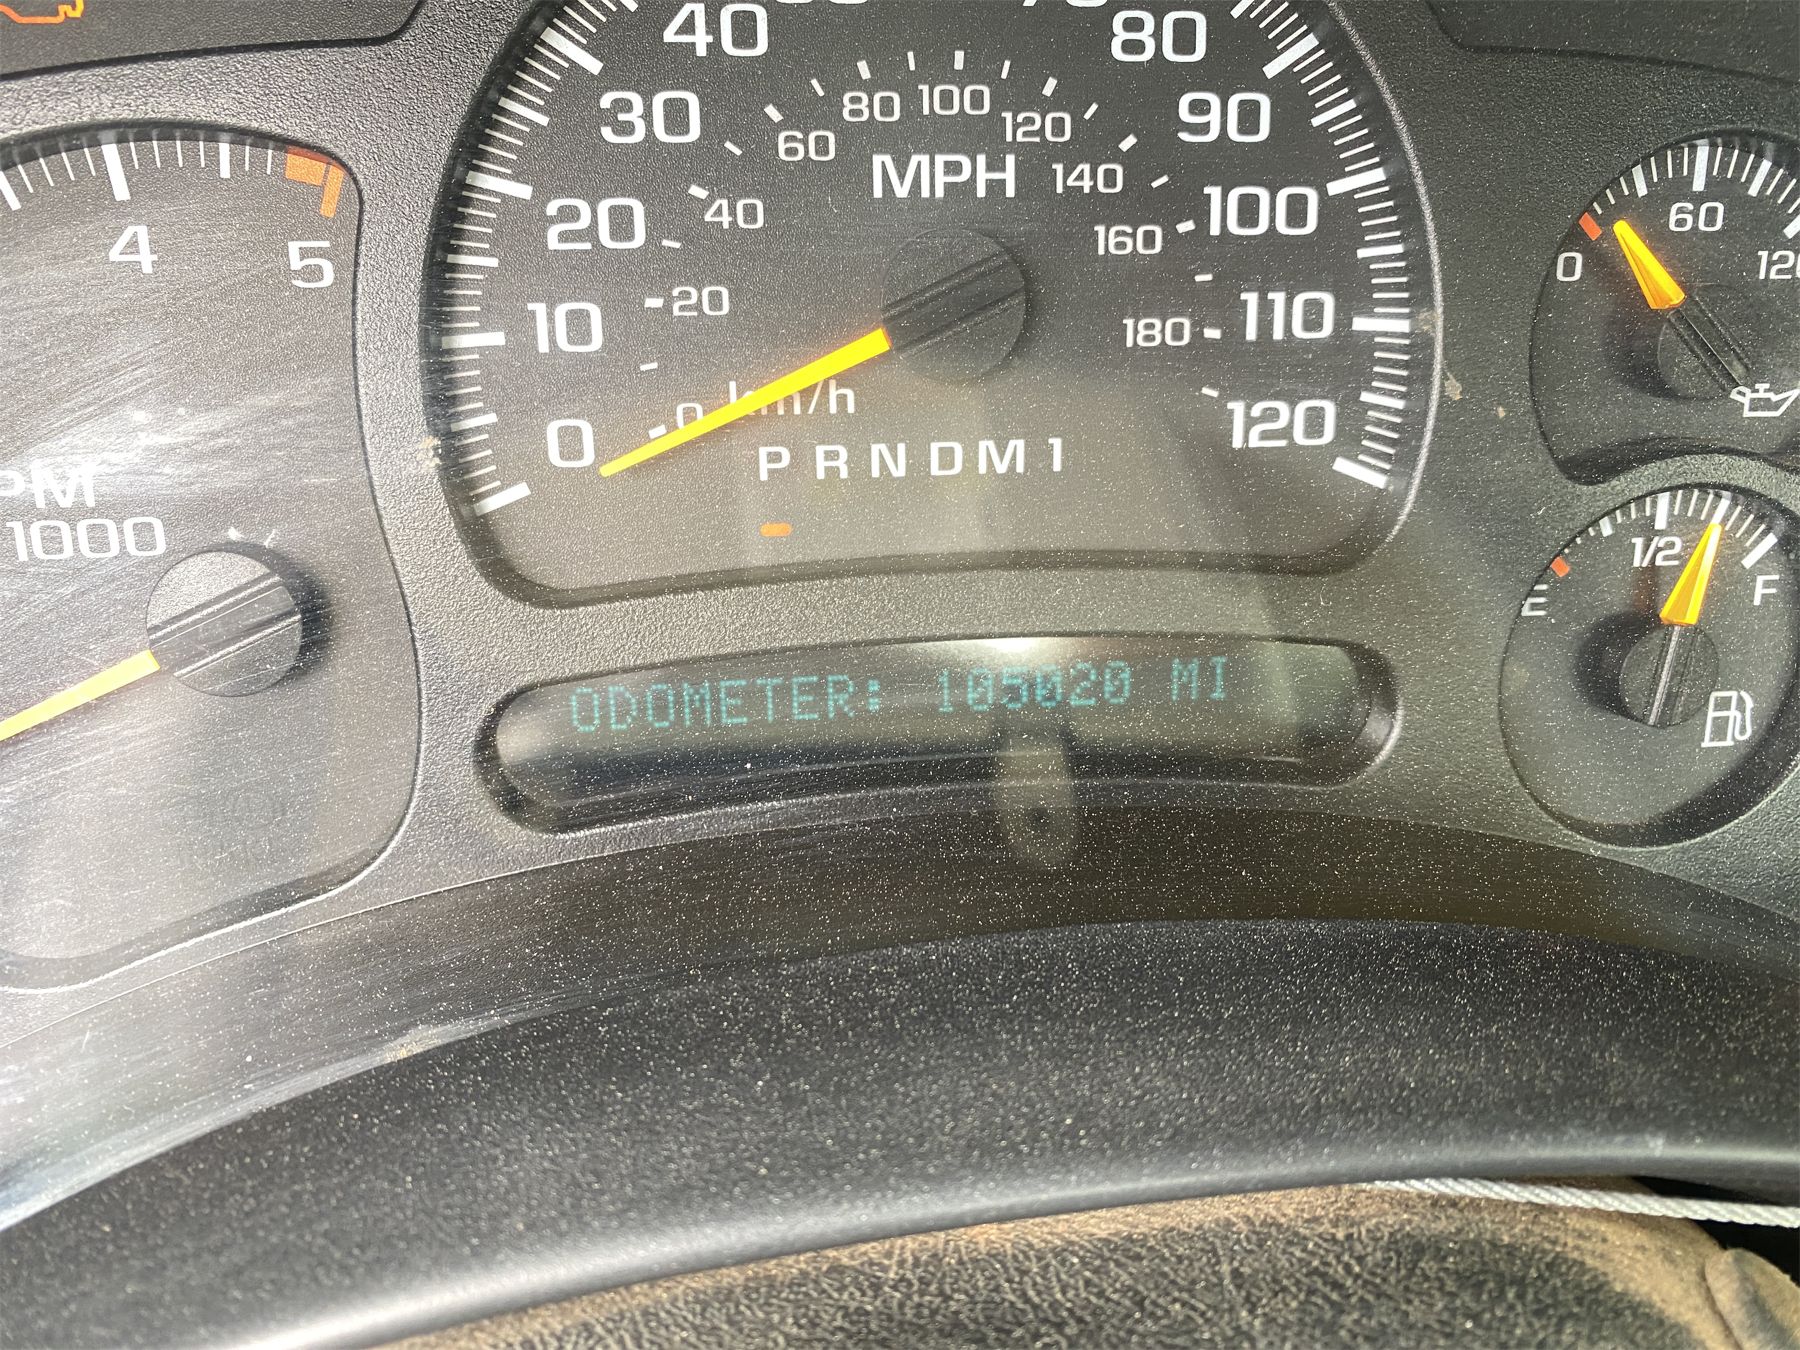 40 80
30 60 80 100 120 90
20 40 MPH 140 100
4 5 160 60
10 20 180 110 0
0 0 km/h 120
P R N D M 1
1000 1/2
E F
ODOMETER: 105020 MI